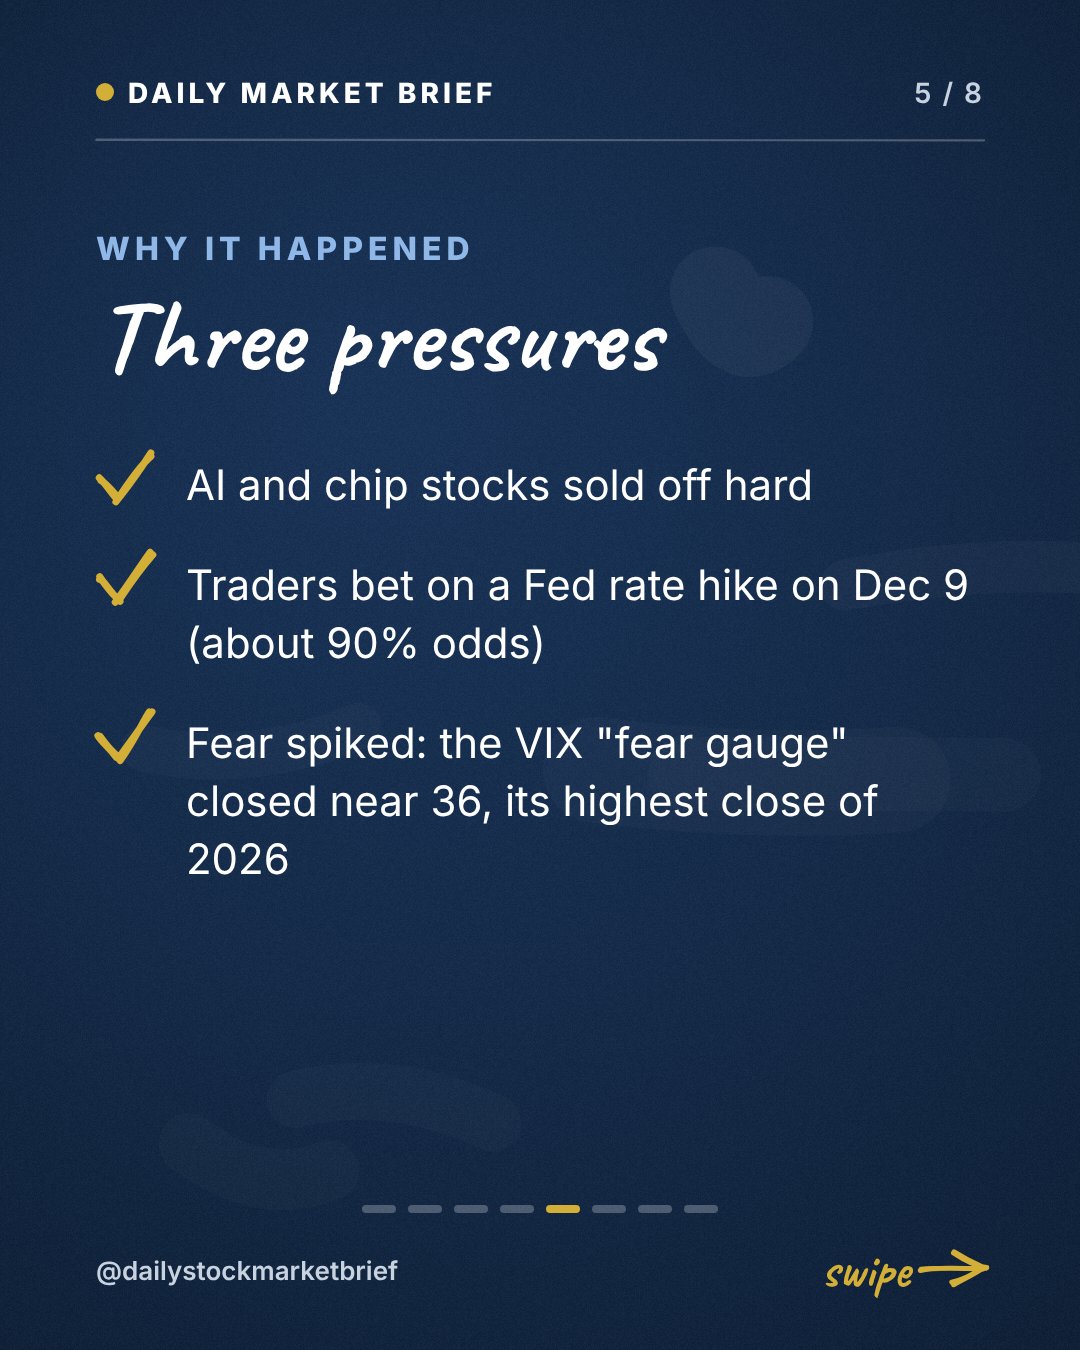 DAILY MARKET BRIEF
5 / 8
WHY IT HAPPENED
Three pressures
AI and chip stocks sold off hard
Traders bet on a Fed rate hike on Dec 9
(about 90% odds)
Fear spiked: the VIX "fear gauge"
closed near 36, its highest close of
2026
@dailystockmarketbrief
swipe